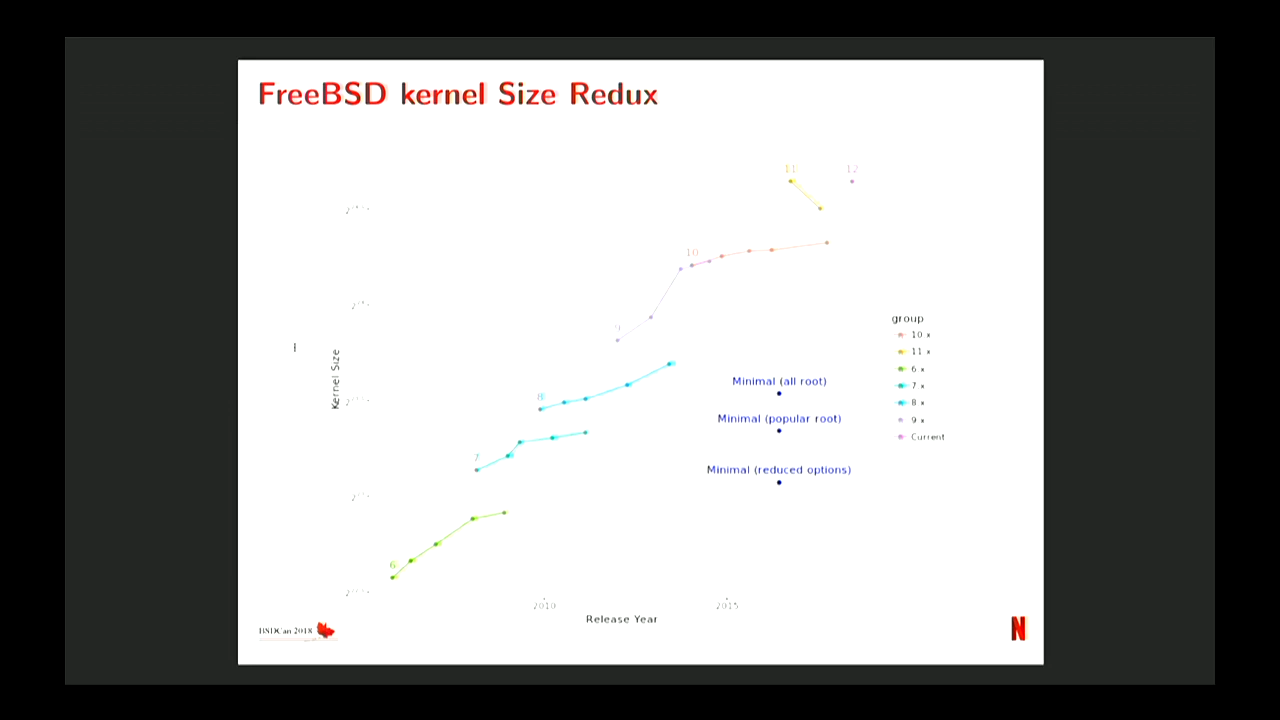 FreeBSD kernel Size Redux
11
12
10
9
Kernel Size
group
10 x
11 x
6 x
7 x
8 x
9 x
Current
Minimal (all root)
8
Minimal (popular root)
7
Minimal (reduced options)
6
2010
2015
Release Year
BSDCan 2018
N